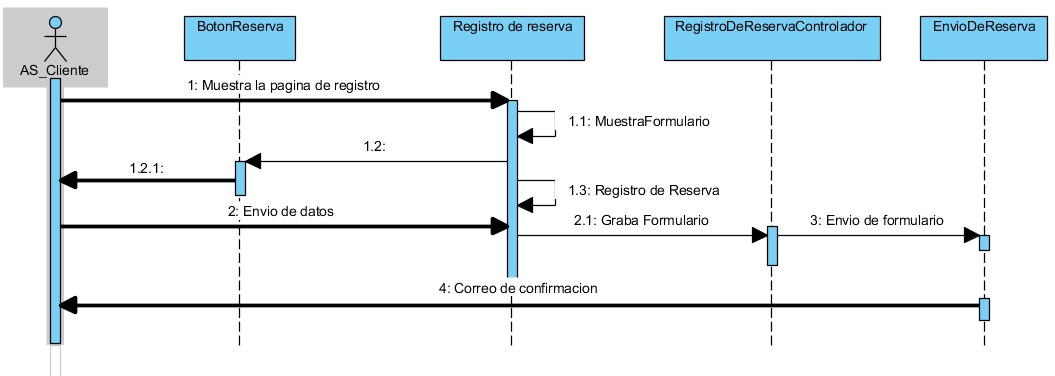 BotonReserva
Registro de reserva
RegistroDeReservaControlador
EnvioDeReserva
AS_Cliente
1: Muestra la pagina de registro
1.1: MuestraFormulario
1.2:
1.2.1:
1.3: Registro de Reserva
2: Envio de datos
2.1: Graba Formulario
3: Envio de formulario
4: Correo de confirmacion